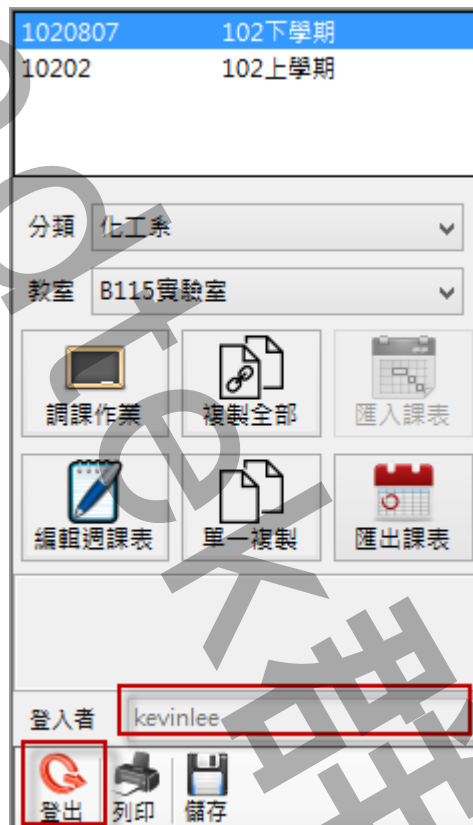 1020807 102下學期
10202 102上學期
分類 化工系
教室 B115實驗室
調課作業 複製全部 匯入課表
編輯週課表 單一複製 匯出課表
登入者 kevinlee
登出 列印 儲存